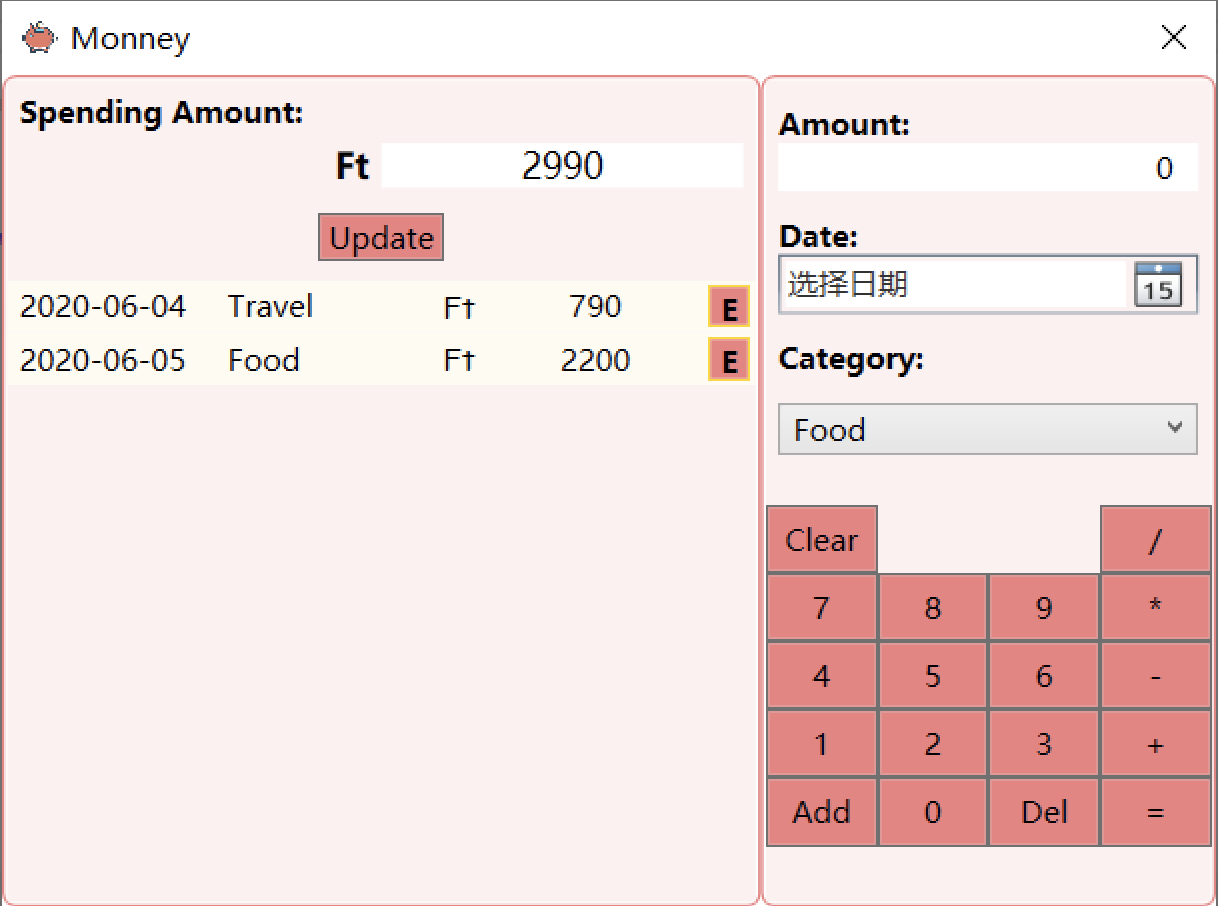 Monney
Spending Amount:
Ft 2990
Update
2020-06-04 Travel Ft 790 E
2020-06-05 Food Ft 2200 E
Amount:
0
Date:
选择日期 15
Category:
Food
Clear /
7 8 9 *
4 5 6 -
1 2 3 +
Add 0 Del =